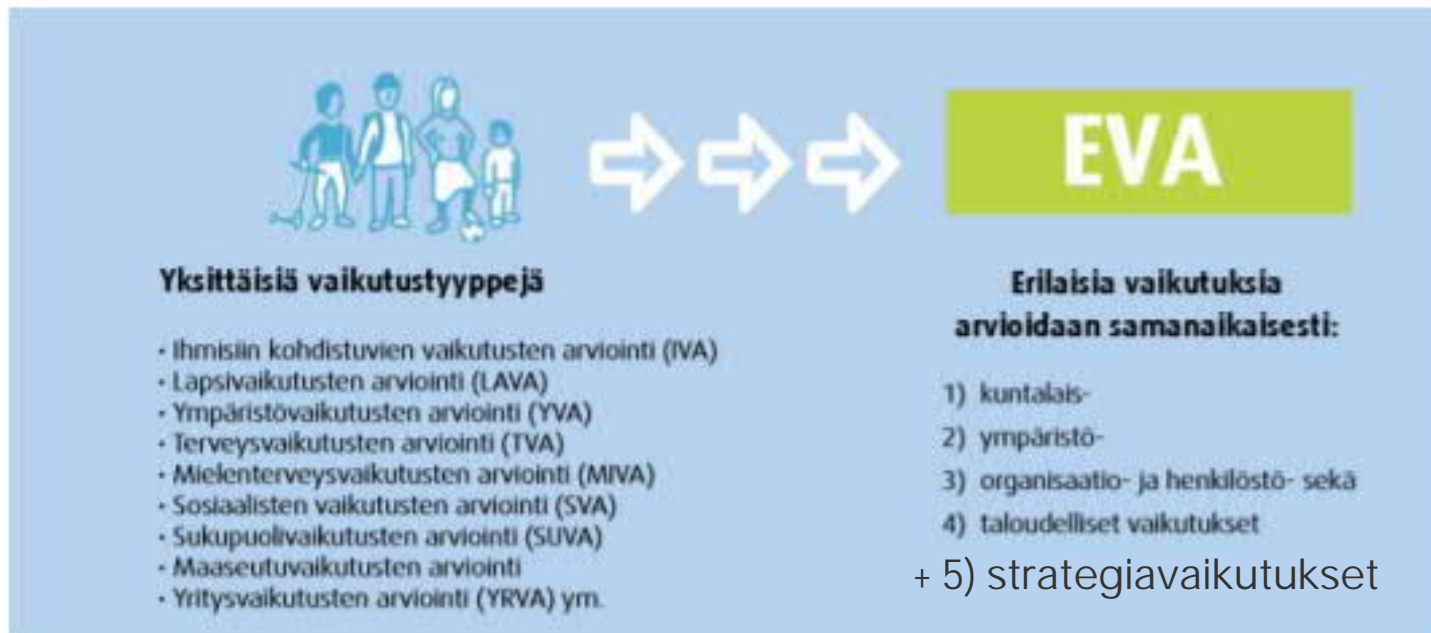 EVA
Yksittäisiä vaikutustyyppejä
• Ihmisiin kohdistuvien vaikutusten arviointi (IVA)
• Lapsivaikutusten arviointi (LAVA)
• Ympäristövaikutusten arviointi (YVA)
• Terveysvaikutusten arviointi (TVA)
• Mielenterveysvaikutusten arviointi (MIVA)
• Sosiaalisten vaikutusten arviointi (SVA)
• Sukupuolivaikutusten arviointi (SUVA)
• Maaseutuvaikutusten arviointi
• Yritysvaikutusten arviointi (YRVA) ym.
Erilaisia vaikutuksia
arvioidaan samanaikaisesti:
1) kuntalais-
2) ympäristö-
3) organisaatio- ja henkilöstö- sekä
4) taloudelliset vaikutukset
+ 5) strategiavaikutukset